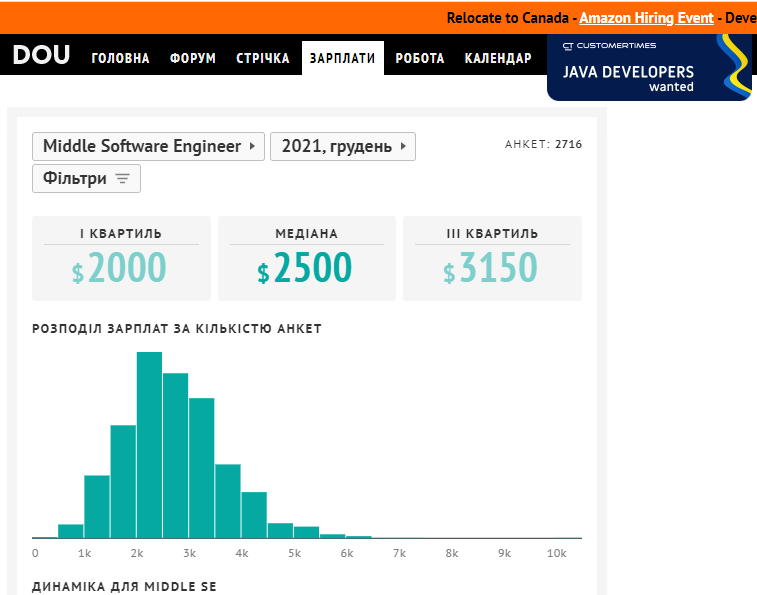 Relocate to Canada - Amazon Hiring Event - Deve
DOU ГОЛОВНА ФОРУМ СТРІЧКА ЗАРПЛАТИ РОБОТА КАЛЕНДАР
CUSTOMERTIMES
JAVA DEVELOPERS
wanted
Middle Software Engineer 2021, грудень АНКЕТ: 2716
Фільтри
I КВАРТИЛЬ МЕДІАНА III КВАРТИЛЬ
$2000 $2500 $3150
РОЗПОДІЛ ЗАРПЛАТ ЗА КІЛЬКІСТЮ АНКЕТ
0 1k 2k 3k 4k 5k 6k 7k 8k 9k 10k
ДИНАМІКА ДЛЯ MIDDLE SE